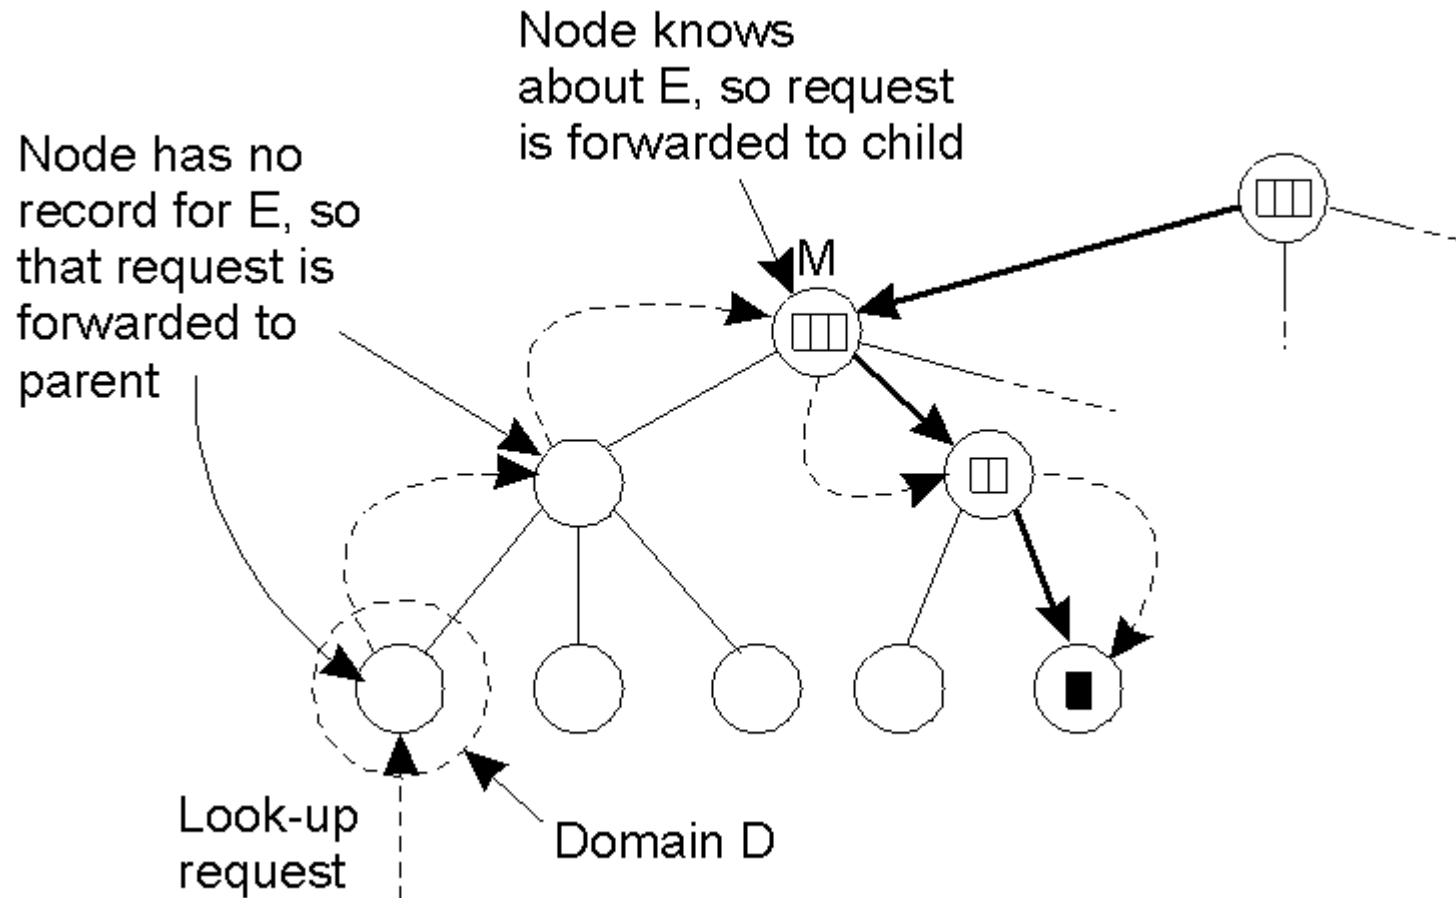 Node knows
about E, so request
is forwarded to child
Node has no
record for E, so
that request is
forwarded to
parent
M
Look-up
request
Domain D